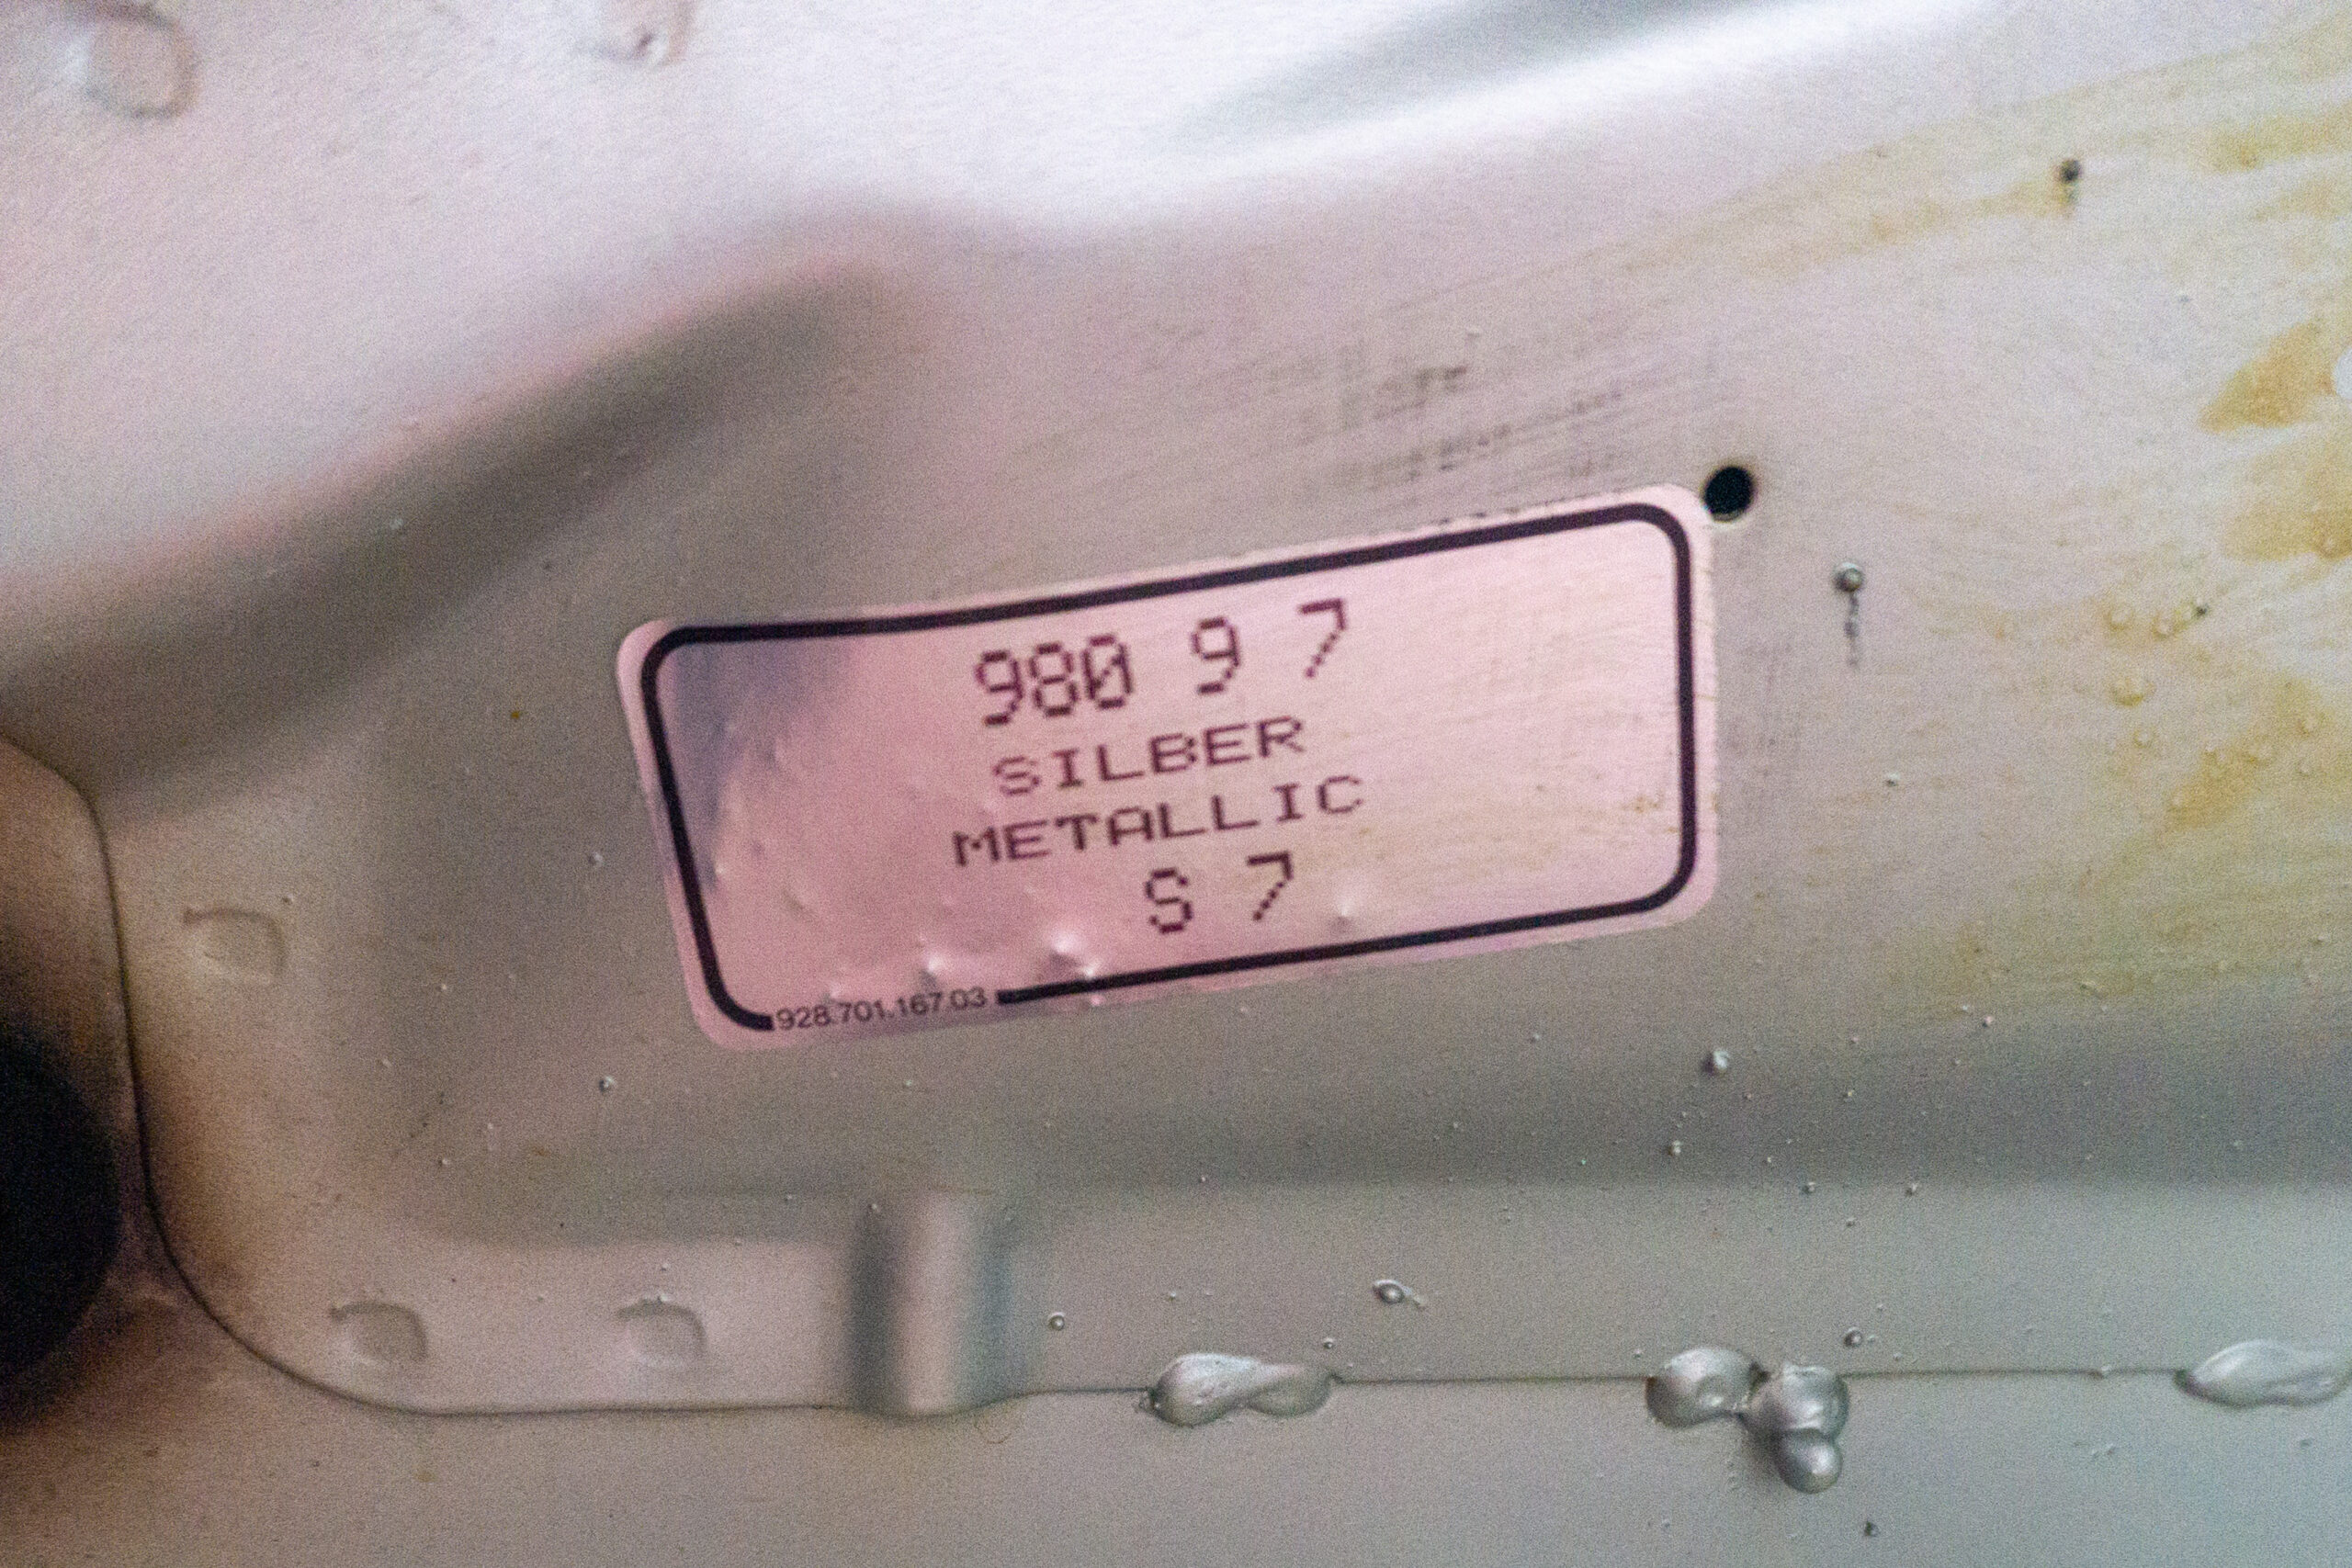 980 9 7
SILBER
METALLIC
S 7
928.701.167.03